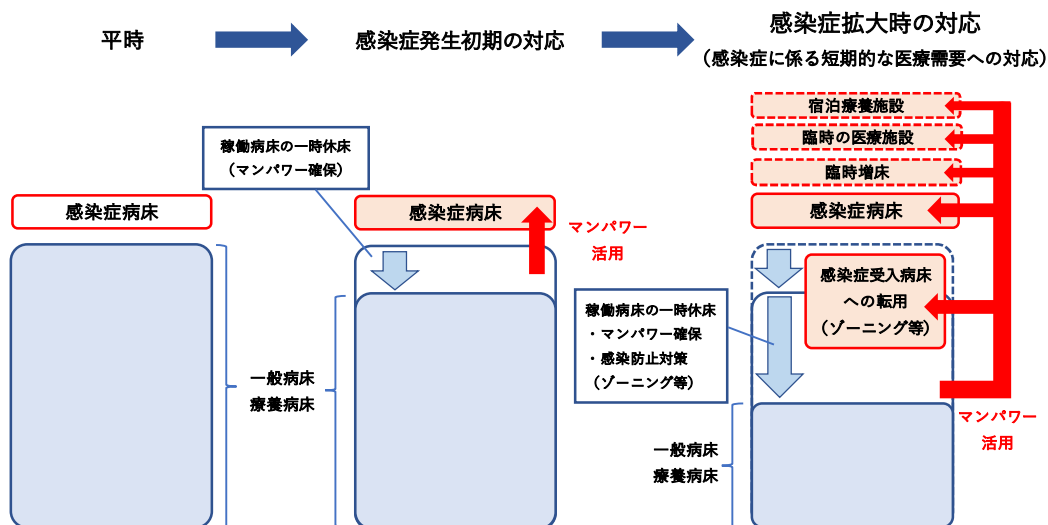 平時
感染症発生初期の対応
感染症拡大時の対応
（感染症に係る短期的な医療需要への対応）
宿泊療養施設
臨時の医療施設
臨時増床
感染症病床
稼働病床の一時休床
（マンパワー確保）
感染症病床
感染症病床
マンパワー
活用
感染症受入病床
への転用
（ゾーニング等）
稼働病床の一時休床
・マンパワー確保
・感染防止対策
（ゾーニング等）
一般病床
療養病床
マンパワー
活用
一般病床
療養病床